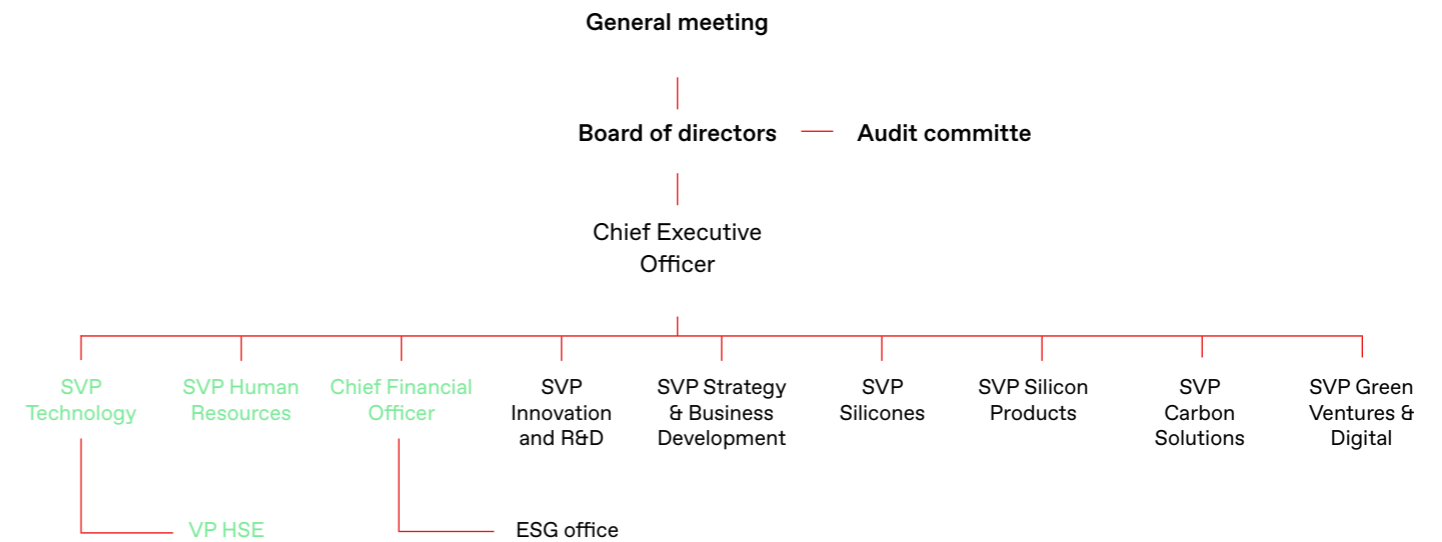 General meeting
Board of directors
Audit committe
Chief Executive
Officer
SVP
Technology
SVP Human
Resources
Chief Financial
Officer
SVP
Innovation
and R&D
SVP Strategy
& Business
Development
SVP
Silicones
SVP Silicon
Products
SVP
Carbon
Solutions
SVP Green
Ventures &
Digital
VP HSE
ESG office